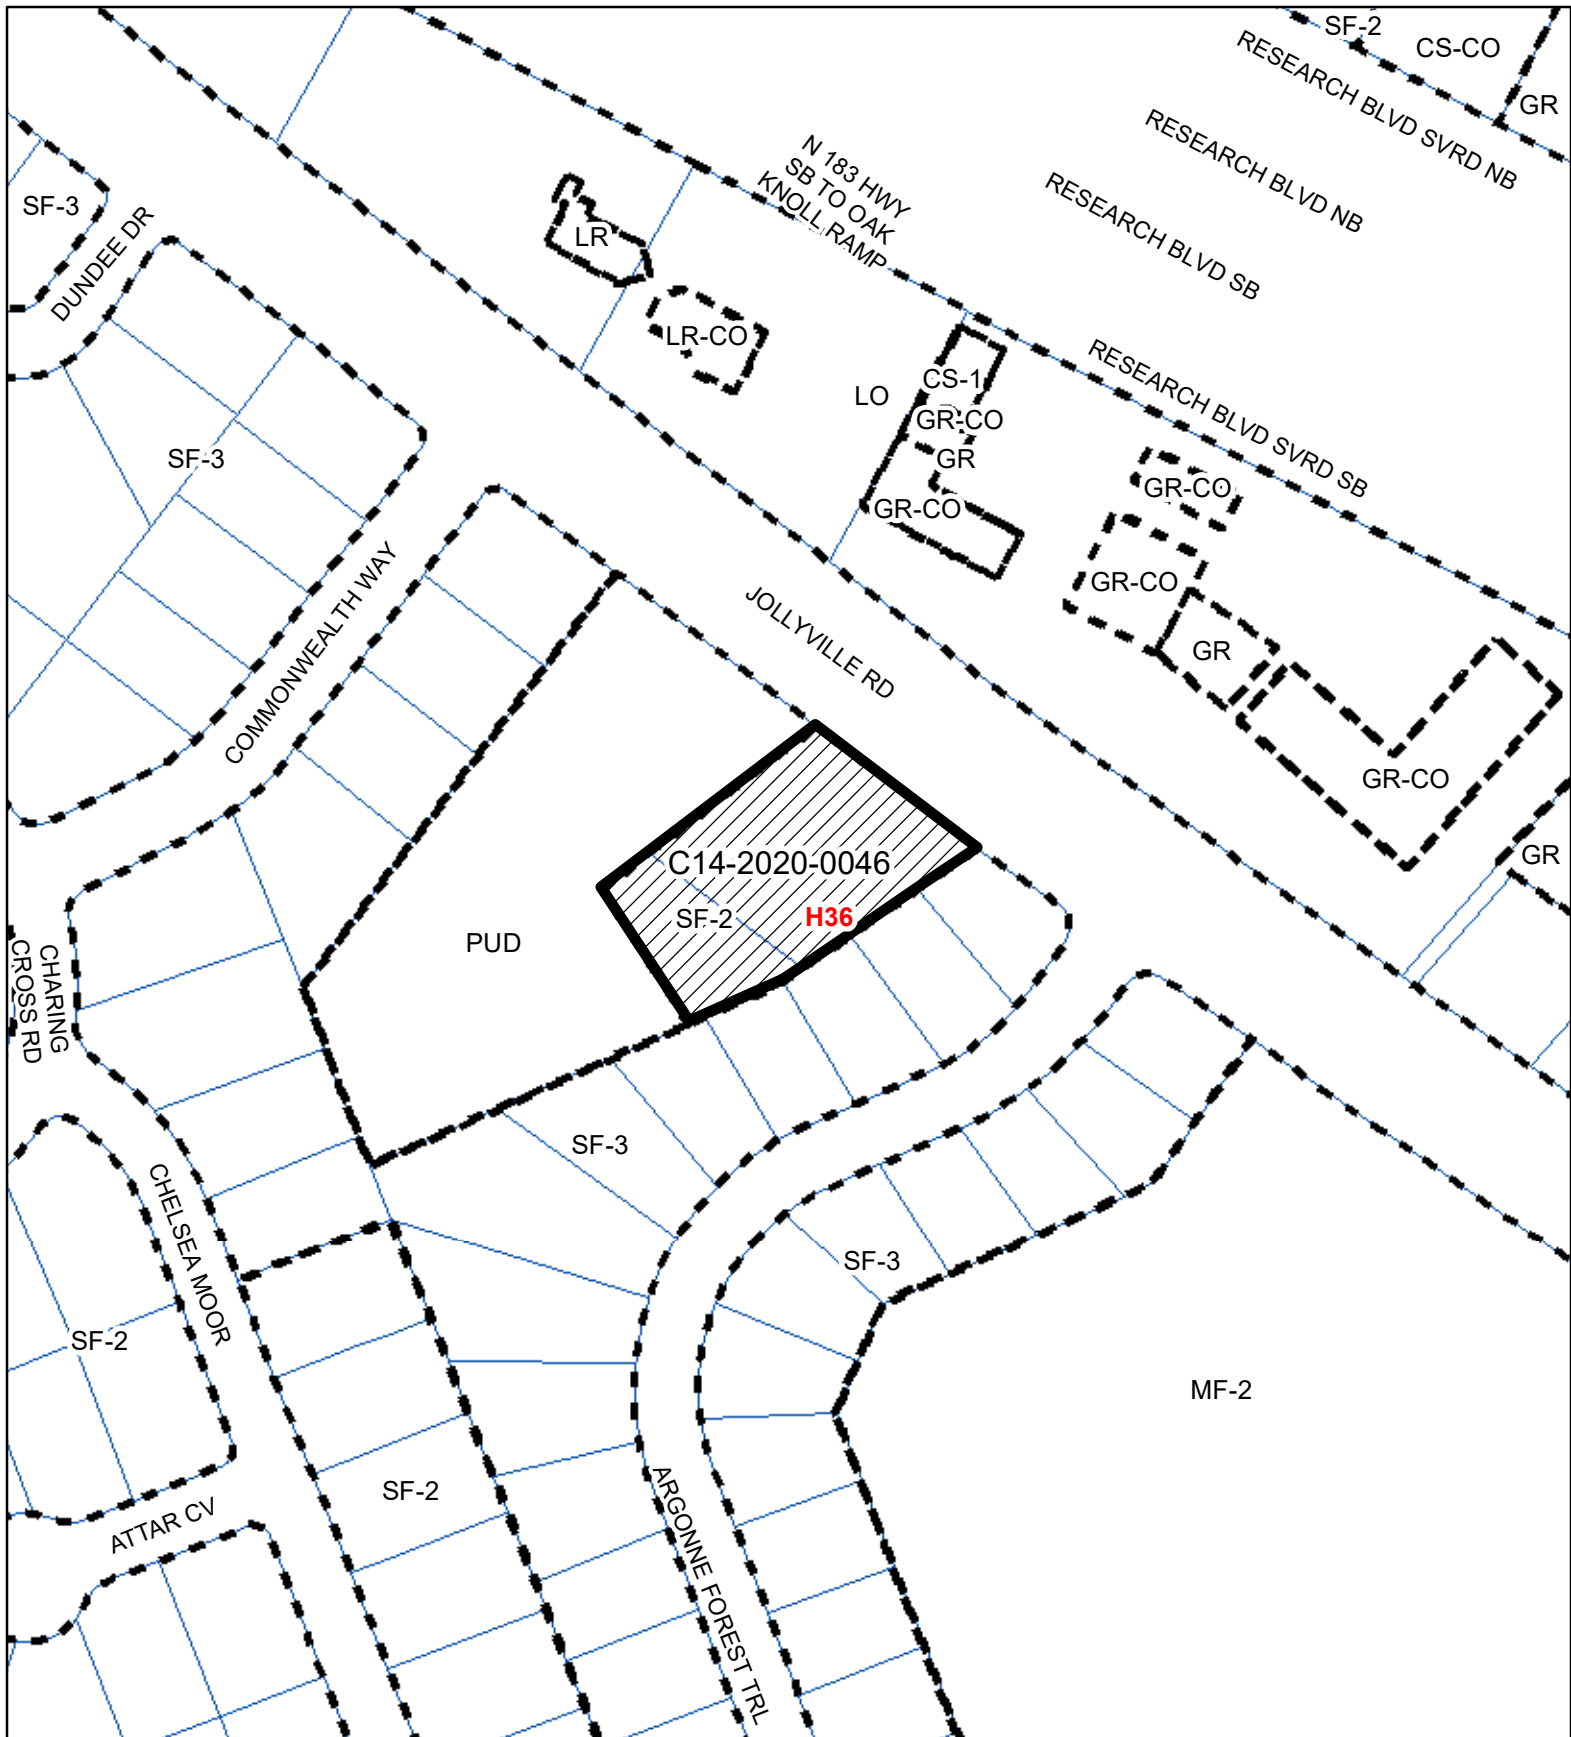 SF-2
CS-CO
GR
RESEARCH BLVD SVRD NB
RESEARCH BLVD NB
RESEARCH BLVD SB
N 183 HWY
SB TO OAK
KNOLL RAMP
SF-3
DUNDEE DR
LR
LR-CO
LO
CS-1
GR-CO
GR
GR-CO
RESEARCH BLVD SVRD SB
GR-CO
GR-CO
GR
GR-CO
GR
SF-3
COMMONWEALTH WAY
JOLLYVILLE RD
C14-2020-0046
SF-2
H36
PUD
CHARING
CROSS RD
SF-3
CHELSEA MOOR
SF-3
SF-2
MF-2
SF-2
ATTAR CV
ARGONNE FOREST TRL